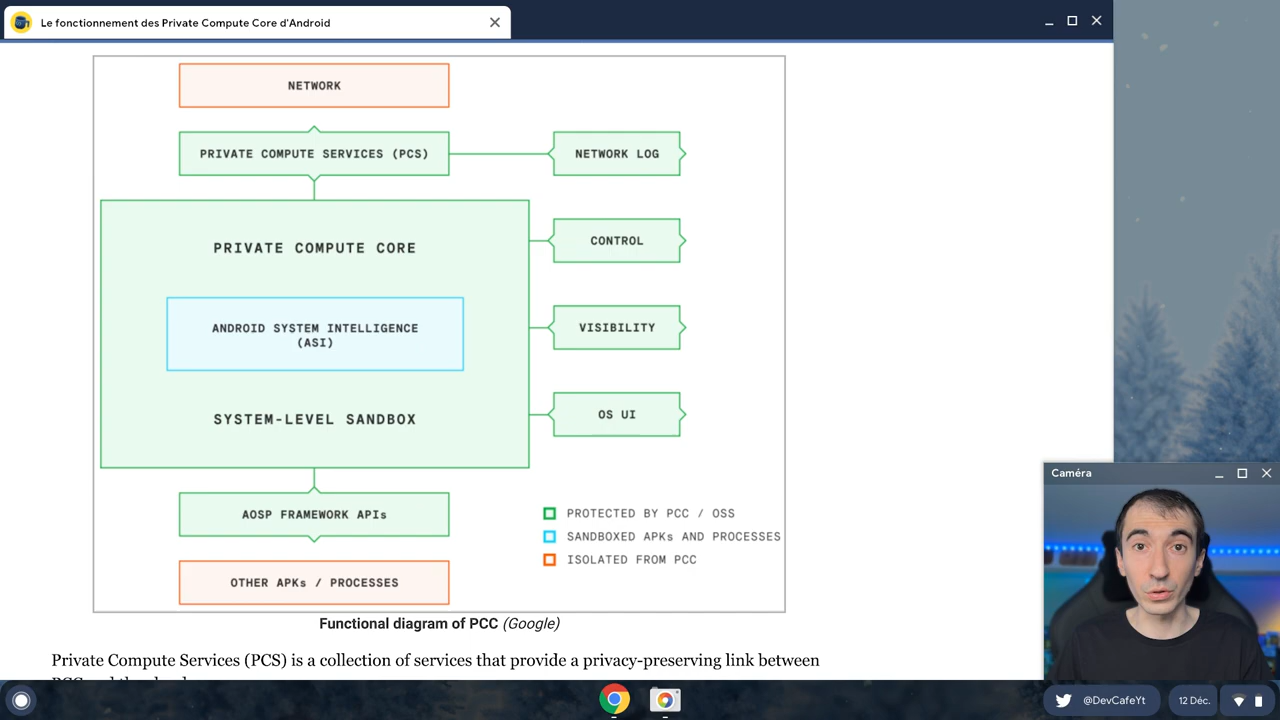 Le fonctionnement des Private Compute Core d'Android
NETWORK
PRIVATE COMPUTE SERVICES (PCS)
NETWORK LOG
PRIVATE COMPUTE CORE
CONTROL
ANDROID SYSTEM INTELLIGENCE
(ASI)
VISIBILITY
SYSTEM-LEVEL SANDBOX
OS UI
AOSP FRAMEWORK APIs
OTHER APKs / PROCESSES
PROTECTED BY PCC / OSS
SANDBOXED APKs AND PROCESSES
ISOLATED FROM PCC
Functional diagram of PCC (Google)
Private Compute Services (PCS) is a collection of services that provide a privacy-preserving link between
Caméra
@DevCafeYt
12 Déc.